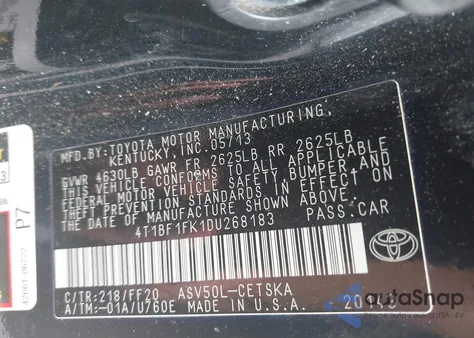 MFD.BY:TOYOTA MOTOR MANUFACTURING,
KENTUCKY, INC. 05/13
GVWR 4630LB GAWR FR 2625LB RR 2625LB
THIS VEHICLE CONFORMS TO ALL APPLICABLE
FEDERAL MOTOR VEHICLE SAFETY, BUMPER, AND
THEFT PREVENTION STANDARDS IN EFFECT ON
THE DATE OF MANUFACTURE SHOWN ABOVE.
4T1BF1FK1DU268183 PASS.CAR
C/TR:218/FF20 ASV50L-CETSKA
A/TM:-01A/U760E MADE IN U.S.A.
TOYOTA
P7
autoSnap